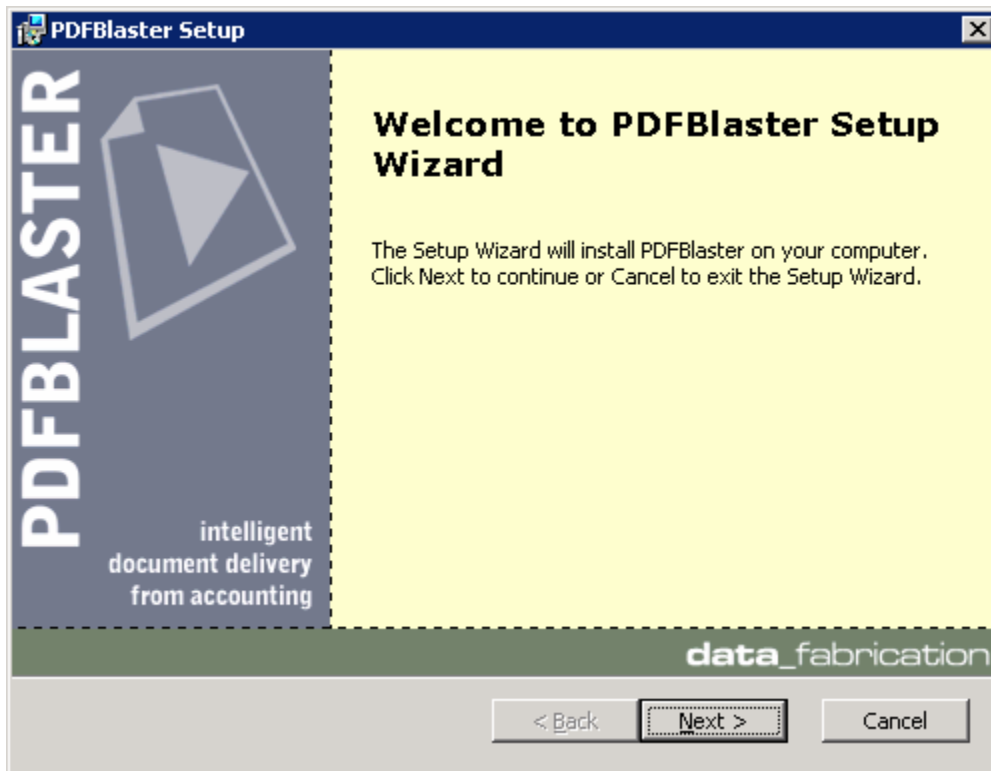 PDFBlaster Setup
PDFBLASTER
intelligent
document delivery
from accounting
Welcome to PDFBlaster Setup
Wizard
The Setup Wizard will install PDFBlaster on your computer.
Click Next to continue or Cancel to exit the Setup Wizard.
data_fabrication
< Back
Next >
Cancel